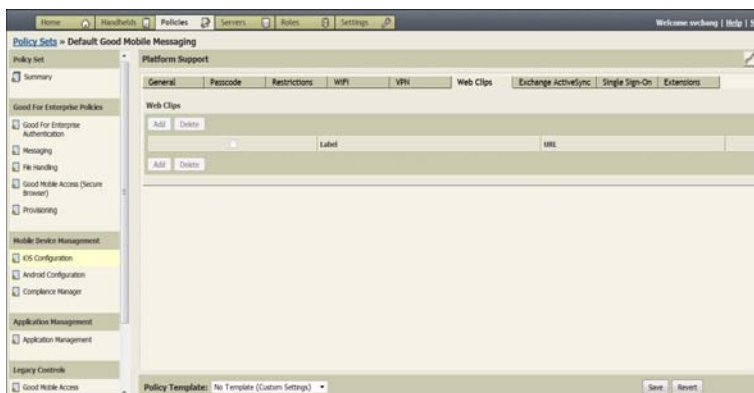 Home Handhelds Policies Servers Roles Settings
Welcome svcbang | Help | S
Policy Sets » Default Good Mobile Messaging
Policy Set
Platform Support
Summary
General Passcode Restrictions WiFi VPN Web Clips Exchange ActiveSync Single Sign-On Extensions
Good For Enterprise Policies
Web Clips
Good For Enterprise Authentication
Add Delete
Messaging
Label URL
File Handling
Add Delete
Good Mobile Access (Secure Browser)
Provisioning
Mobile Device Management
iOS Configuration
Android Configuration
Compliance Manager
Application Management
Application Management
Legacy Controls
Good Mobile Access
Policy Template: No Template (Custom Settings)
Save Revert